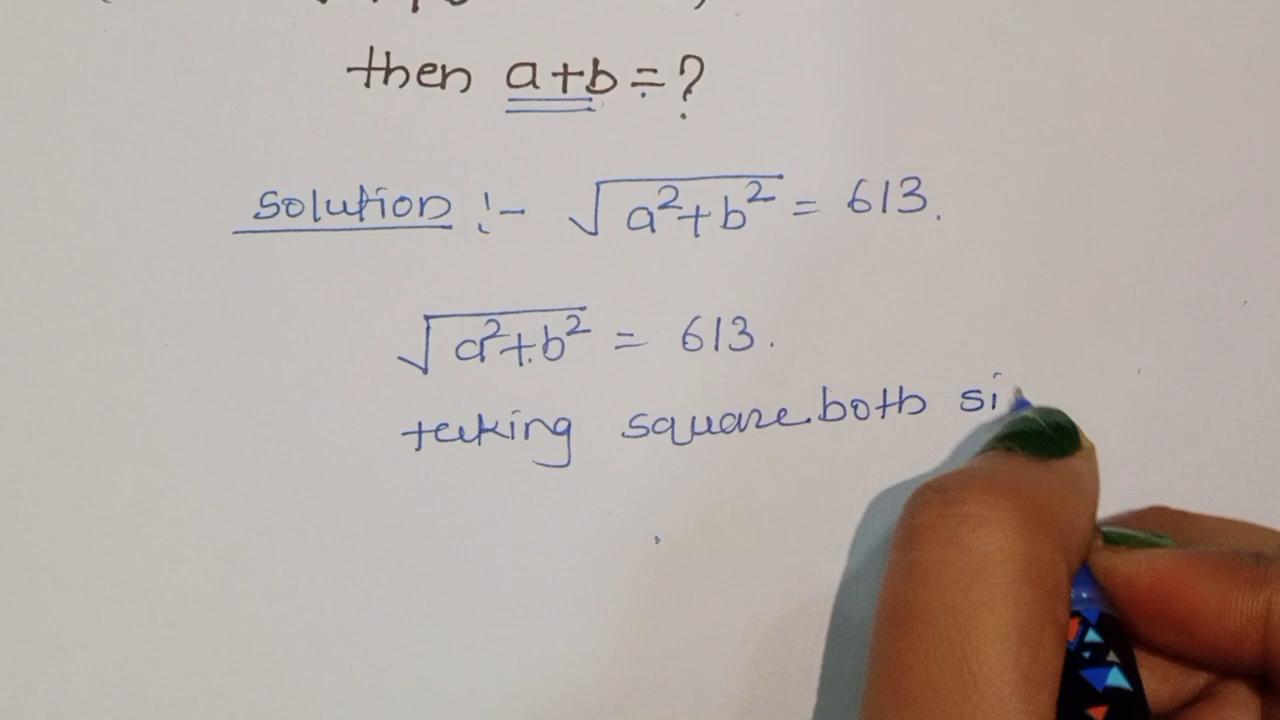 then a+b=?
Solution :- √a²+b² = 613.
√a²+b² = 613.
taking square both si